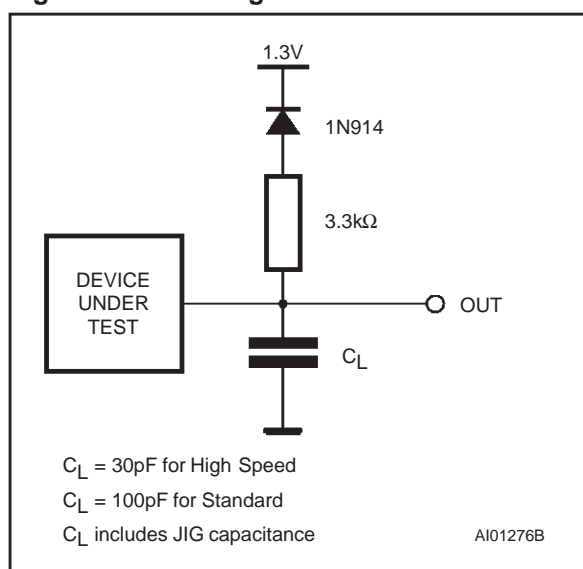 1.3V
1N914
3.3kΩ
DEVICE
UNDER
TEST
OUT
CL
CL = 30pF for High Speed
CL = 100pF for Standard
CL includes JIG capacitance
AI01276B